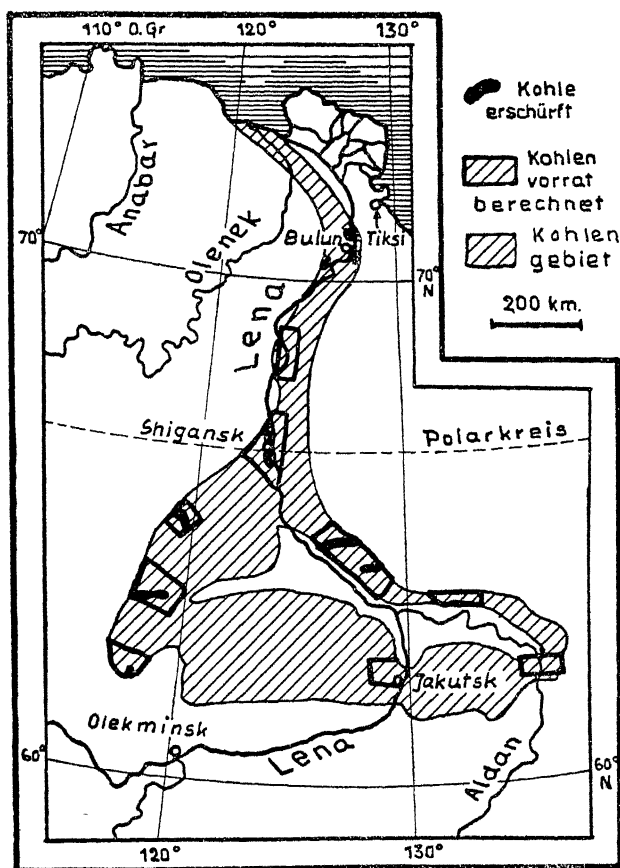 110° O.Gr
120°
130°
Kohle
erschürft
Kohlen
vorrat
berechnet
Kohlen
gebiet
200 km.
Anabar
Olenek
Bulun
Tiksi
70°
70°
N
Lena
Shigansk
Polarkreis
Jakutsk
Olekminsk
Lena
Aldan
60°
60°
N
120°
130°